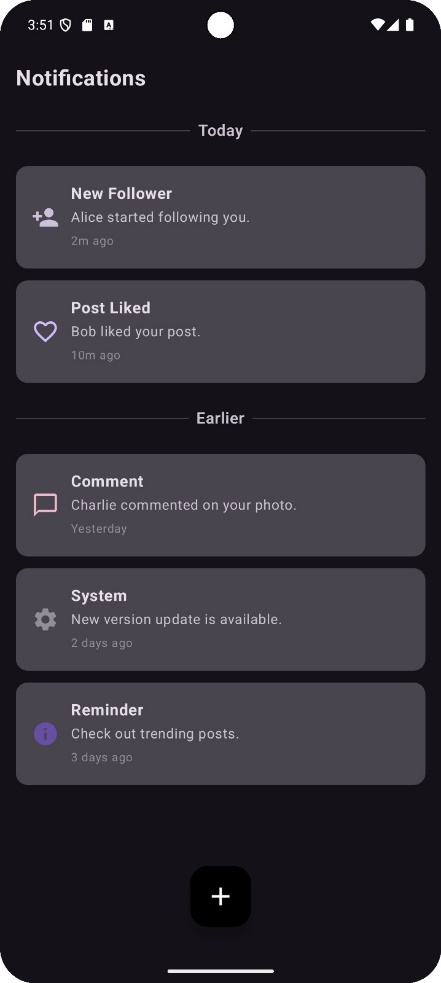 3:51
Notifications
Today
New Follower
Alice started following you.
2m ago
Post Liked
Bob liked your post.
10m ago
Earlier
Comment
Charlie commented on your photo.
Yesterday
System
New version update is available.
2 days ago
Reminder
Check out trending posts.
3 days ago